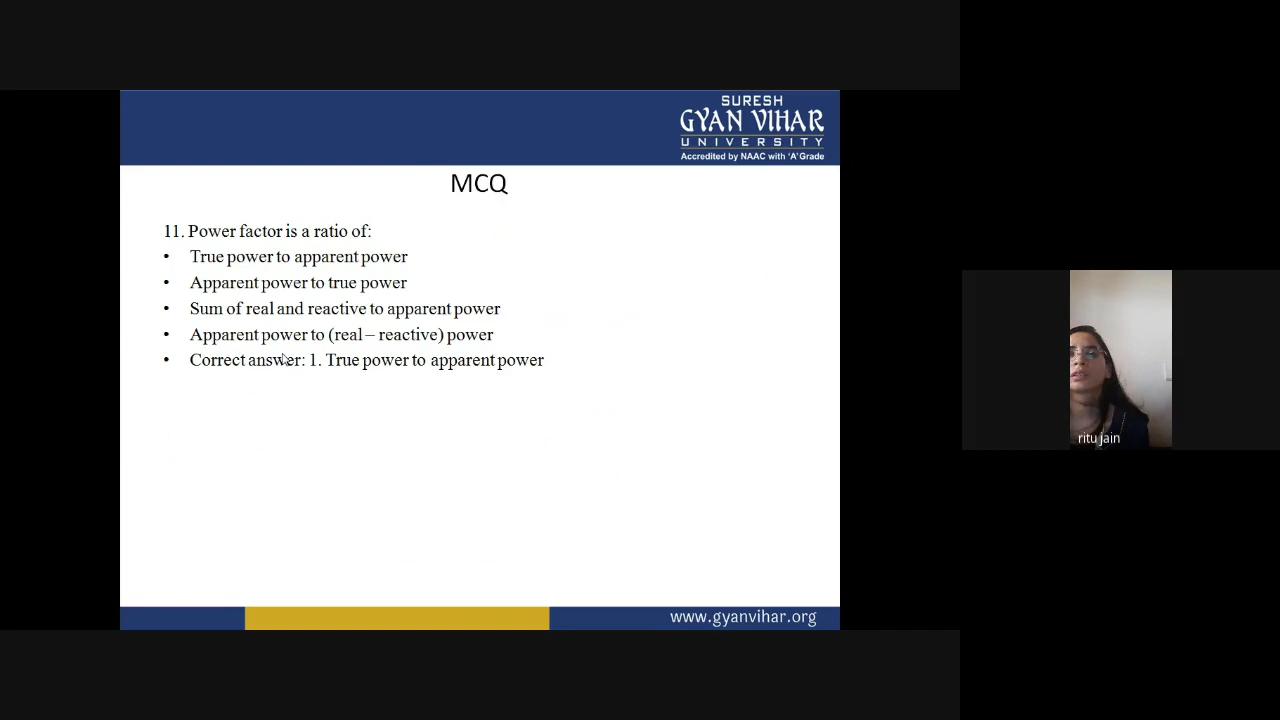 SURESH
GYAN VIHAR
UNIVERSITY
Accredited by NAAC with 'A' Grade
MCQ
11. Power factor is a ratio of:
• True power to apparent power
• Apparent power to true power
• Sum of real and reactive to apparent power
• Apparent power to (real – reactive) power
• Correct answer: 1. True power to apparent power
ritu jain
www.gyanvihar.org